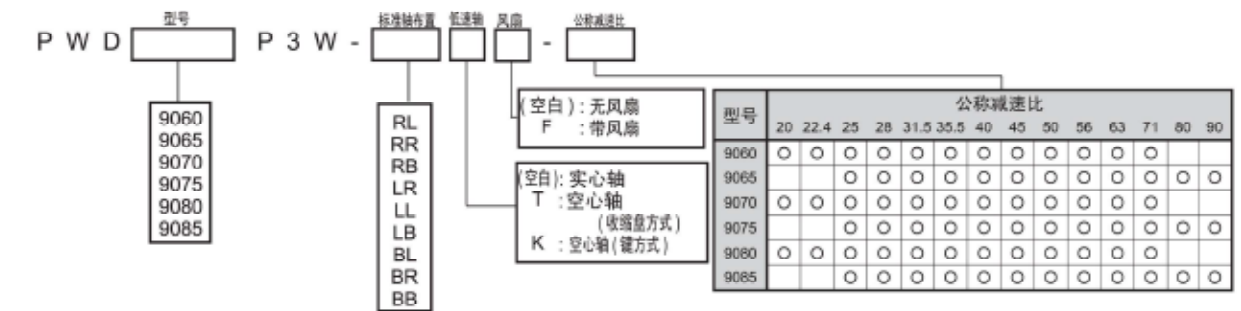 型号 标准轴布置 低速轴 风扇 公称减速比
P W D P 3 W - -
9060
9065
9070
9075
9080
9085
RL
RR
RB
LR
LL
LB
BL
BR
BB
(空白):无风扇
F :带风扇
(空白):实心轴
T :空心轴
(收缩盘方式)
K :空心轴(键方式)
型号 公称减速比
20 22.4 25 28 31.5 35.5 40 45 50 56 63 71 80 90
9060 ○ ○ ○ ○ ○ ○ ○ ○ ○ ○ ○ ○
9065 ○ ○ ○ ○ ○ ○ ○ ○ ○ ○ ○ ○
9070 ○ ○ ○ ○ ○ ○ ○ ○ ○ ○ ○ ○
9075 ○ ○ ○ ○ ○ ○ ○ ○ ○ ○ ○ ○
9080 ○ ○ ○ ○ ○ ○ ○ ○ ○ ○ ○ ○
9085 ○ ○ ○ ○ ○ ○ ○ ○ ○ ○ ○ ○